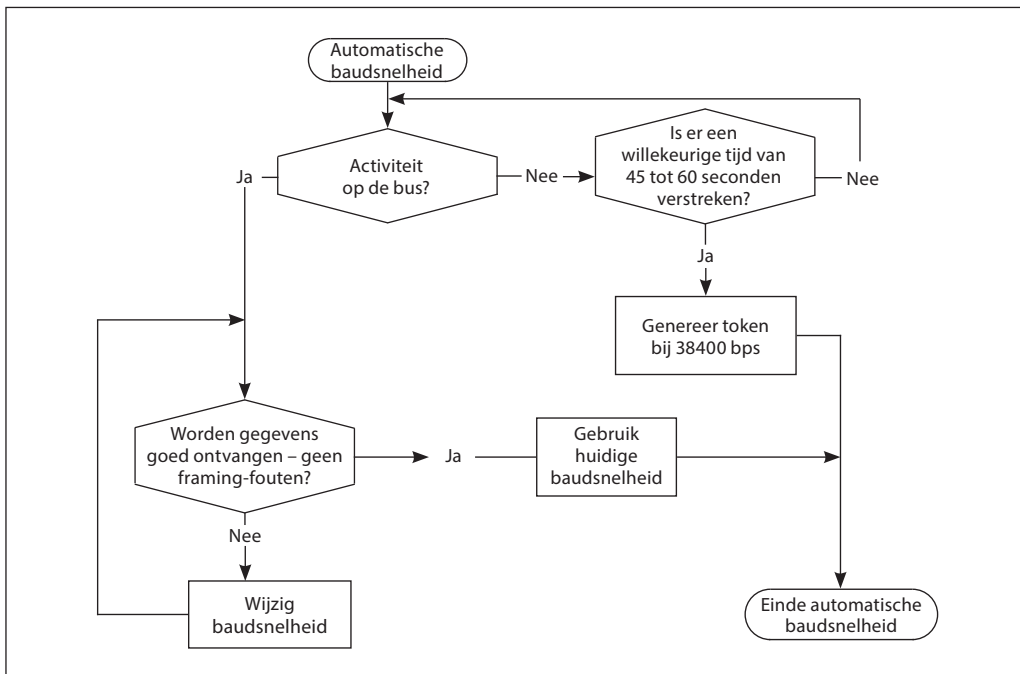 Automatische
baudsnelheid
Activiteit
op de bus?
Ja
Nee
Is er een
willekeurige tijd van
45 tot 60 seconden
verstreken?
Nee
Ja
Genereer token
bij 38400 bps
Worden gegevens
goed ontvangen – geen
framing-fouten?
Ja
Gebruik
huidige
baudsnelheid
Nee
Wijzig
baudsnelheid
Einde automatische
baudsnelheid